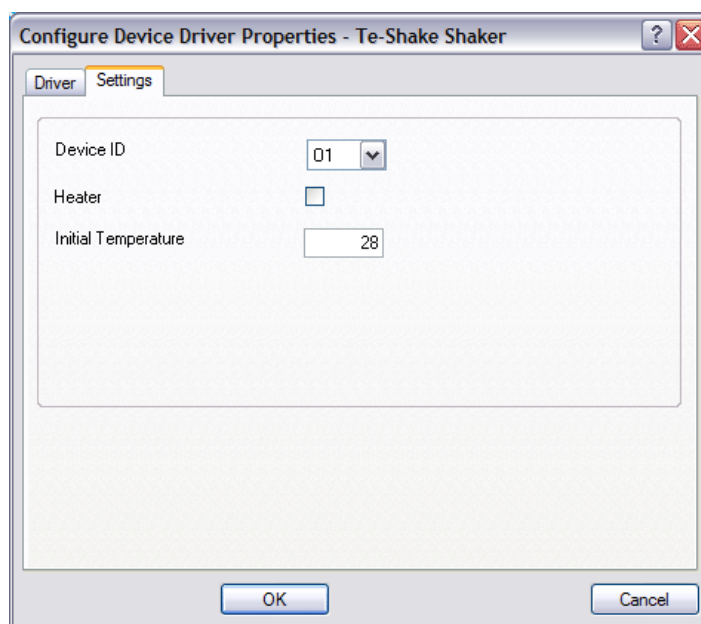 Configure Device Driver Properties - Te-Shake Shaker
Driver Settings
Device ID 01
Heater
Initial Temperature 28
OK Cancel